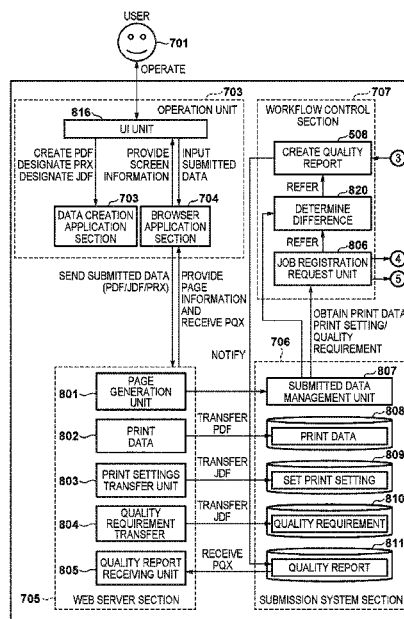 USER
701
OPERATE
703
OPERATION UNIT
816
UI UNIT
CREATE PDF
DESIGNATE PRX
DESIGNATE JDF
PROVIDE
SCREEN
INFORMATION
INPUT
SUBMITTED
DATA
703
DATA CREATION
APPLICATION
SECTION
704
BROWSER
APPLICATION
SECTION
707
WORKFLOW CONTROL
SECTION
508
CREATE QUALITY
REPORT
3
REFER
820
DETERMINE
DIFFERENCE
REFER
806
JOB REGISTRATION
REQUEST UNIT
4
5
SEND SUBMITTED DATA
(PDF/JDF/PRX)
PROVIDE
PAGE
INFORMATION
AND
RECEIVE PQX
OBTAIN PRINT DATA/
PRINT SETTING/
QUALITY
REQUIREMENT
NOTIFY
706
801
PAGE
GENERATION
UNIT
SUBMITTED DATA
MANAGEMENT UNIT
807
802
PRINT
DATA
TRANSFER
PDF
808
PRINT DATA
803
PRINT SETTINGS
TRANSFER UNIT
TRANSFER
JDF
809
SET PRINT SETTING
804
QUALITY
REQUIREMENT
TRANSFER
TRANSFER
JDF
810
QUALITY REQUIREMENT
805
QUALITY REPORT
RECEIVING UNIT
RECEIVE
PQX
811
QUALITY REPORT
705
WEB SERVER SECTION
SUBMISSION SYSTEM SECTION